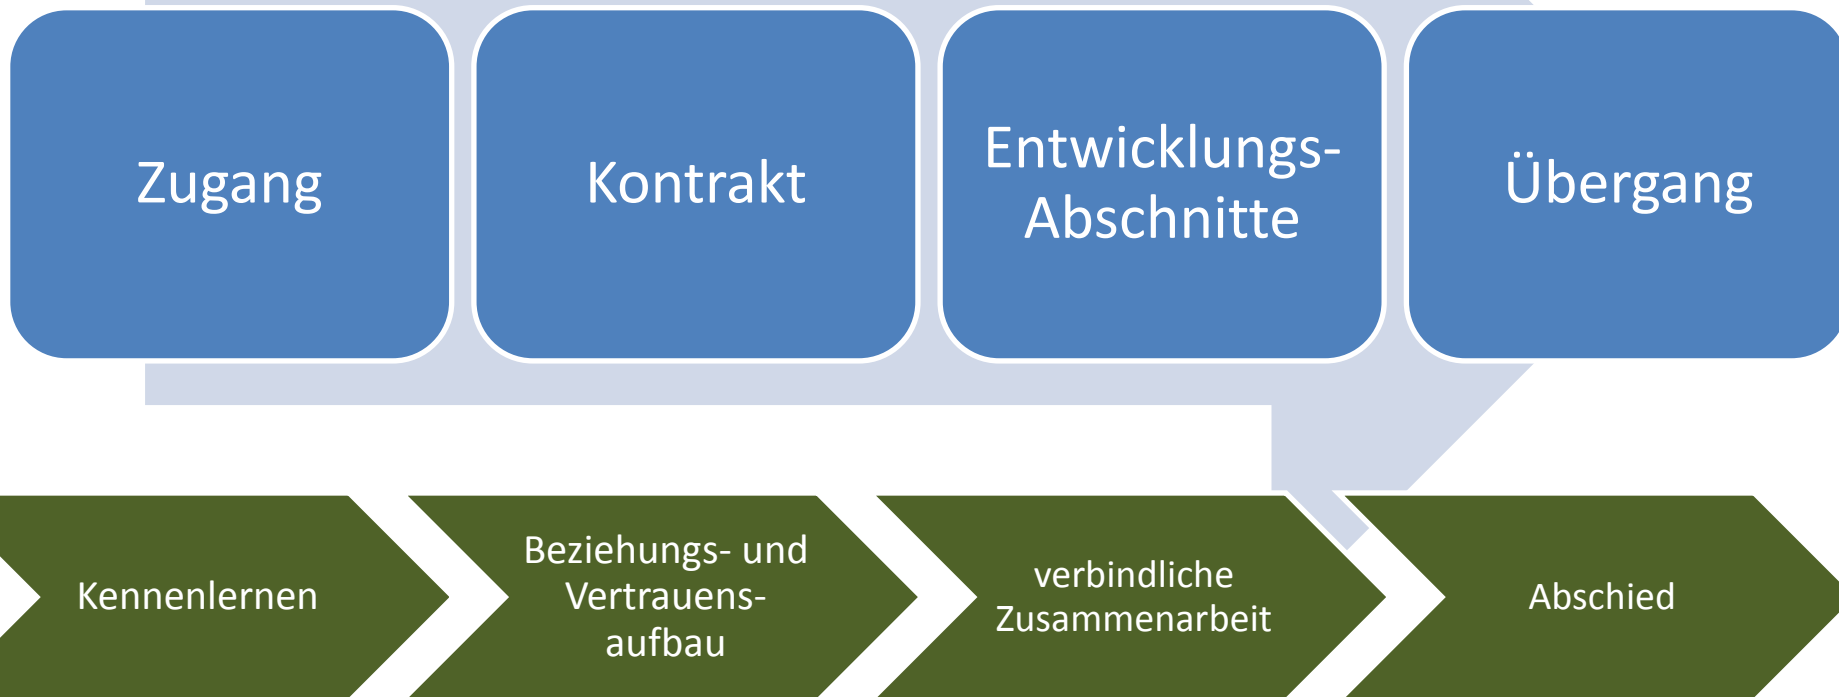 Zugang
Kontrakt
Entwicklungs-
Abschnitte
Übergang
Kennenlernen
Beziehungs- und
Vertrauens-
aufbau
verbindliche
Zusammenarbeit
Abschied